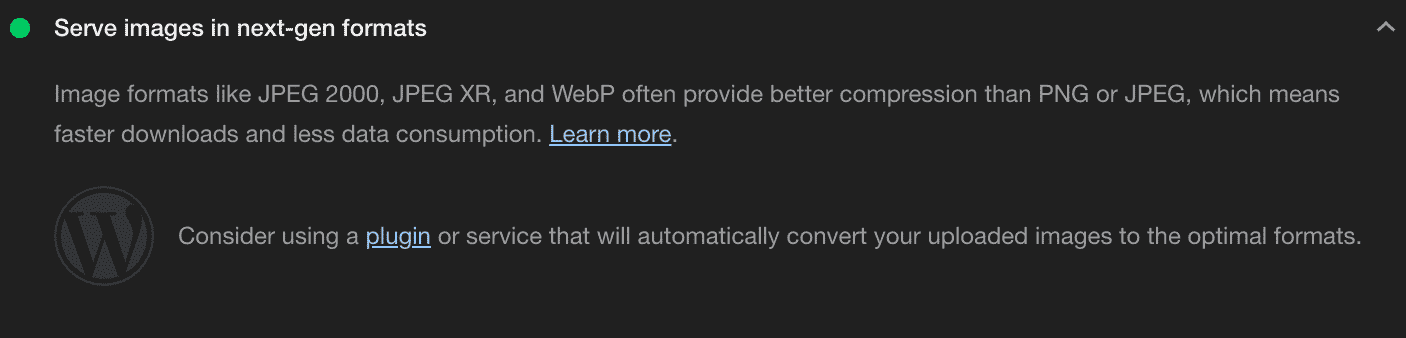 Serve images in next-gen formats
Image formats like JPEG 2000, JPEG XR, and WebP often provide better compression than PNG or JPEG, which means
faster downloads and less data consumption. Learn more.
Consider using a plugin or service that will automatically convert your uploaded images to the optimal formats.